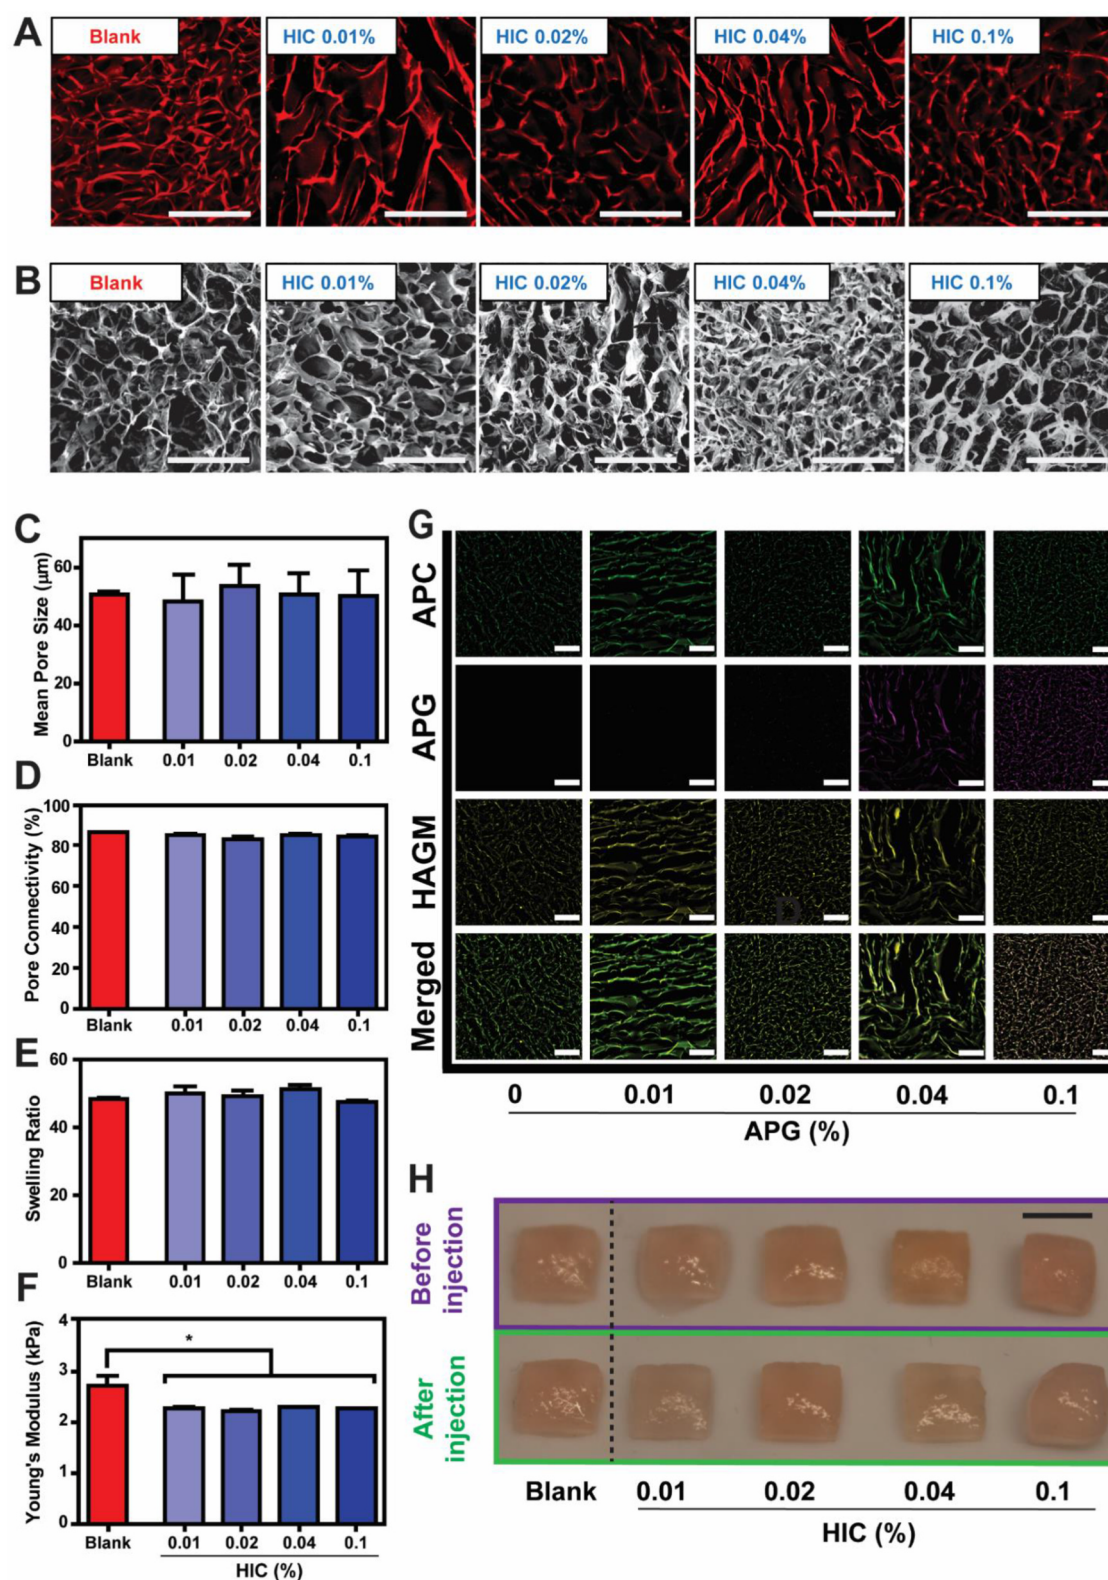 A
Blank
HIC 0.01%
HIC 0.02%
HIC 0.04%
HIC 0.1%
B
Blank
HIC 0.01%
HIC 0.02%
HIC 0.04%
HIC 0.1%
C
Mean Pore Size (µm)
60
40
20
0
Blank 0.01 0.02 0.04 0.1
D
Pore Connectivity (%)
100
80
60
40
20
0
Blank 0.01 0.02 0.04 0.1
E
Swelling Ratio
60
40
20
0
Blank 0.01 0.02 0.04 0.1
F
Young's Modulus (kPa)
4
3
2
1
0
*
Blank 0.01 0.02 0.04 0.1
HIC (%)
G
APC
APG
HAGM
D
Merged
0 0.01 0.02 0.04 0.1
APG (%)
H
Before
injection
After
injection
Blank 0.01 0.02 0.04 0.1
HIC (%)